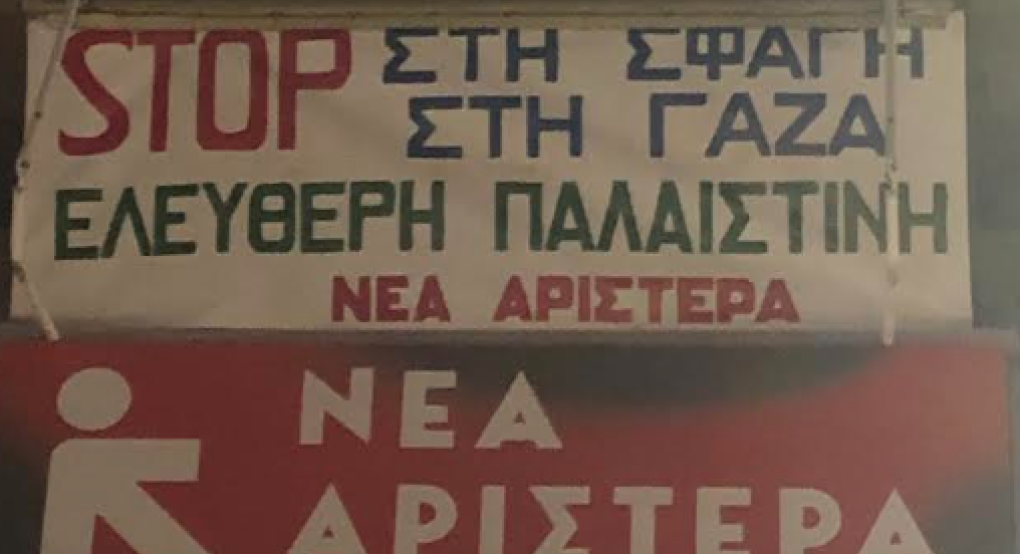 STOP ΣΤΗ ΣΦΑΓΗ
ΣΤΗ ΓΑΖΑ
ΕΛΕΥΘΕΡΗ ΠΑΛΑΙΣΤΙΝΗ
ΝΕΑ ΑΡΙΣΤΕΡΑ
ΝΕΑ
ΑΡΙΣΤΕΡΑ